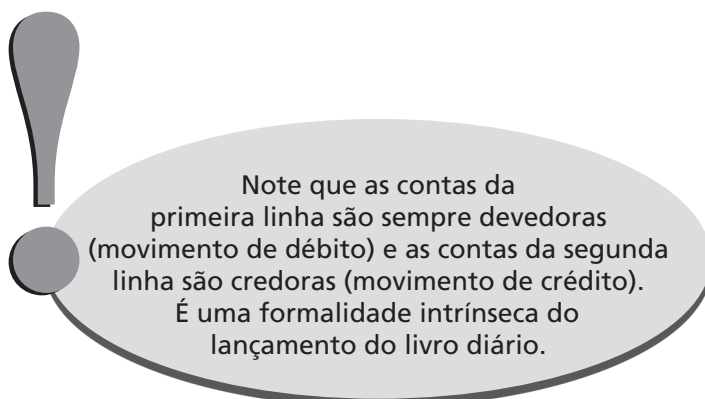 Note que as contas da
primeira linha são sempre devedoras
(movimento de débito) e as contas da segunda
linha são credoras (movimento de crédito).
É uma formalidade intrínseca do
lançamento do livro diário.